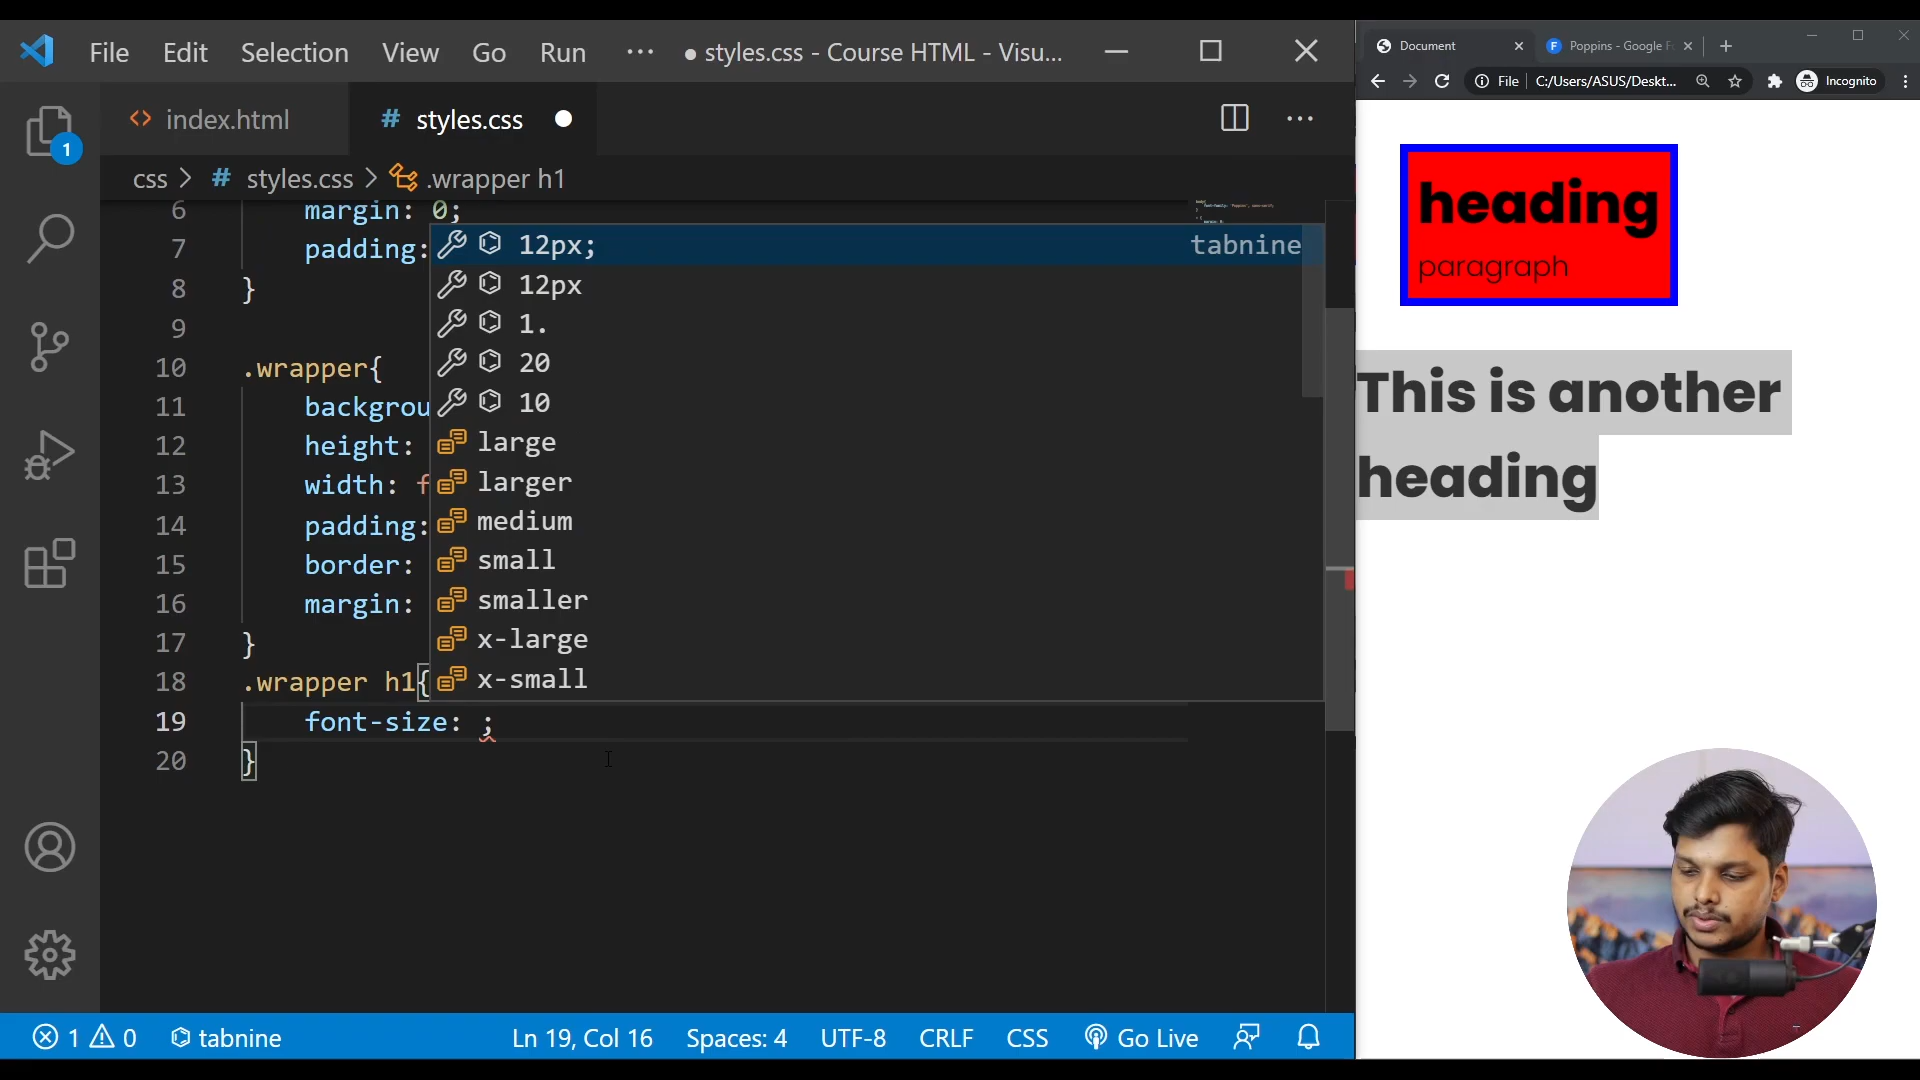 File Edit Selection View Go Run ··· ● styles.css - Course HTML - Visu...
index.html # styles.css
css > # styles.css > .wrapper h1
6 margin: 0;
7 padding:
8 }
9
10 .wrapper{
11 backgrou
12 height:
13 width: f
14 padding:
15 border:
16 margin:
17 }
18 .wrapper h1{
19 font-size: ;
20 }
12px; tabnine
12px
1.
20
10
large
larger
medium
small
smaller
x-large
x-small
1
1 0 tabnine Ln 19, Col 16 Spaces: 4 UTF-8 CRLF CSS Go Live
Document Poppins - Google F
File C:/Users/ASUS/Deskt... Incognito
heading
paragraph
This is another
heading